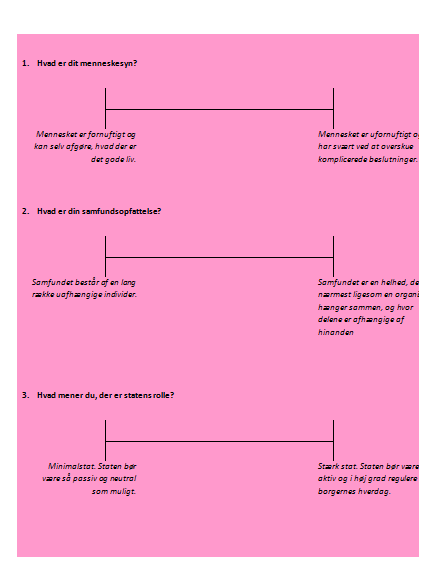 1. Hvad er dit menneskesyn?
Mennesket er fornuftigt og
kan selv afgøre, hvad der er
det gode liv.
Mennesket er ufornuftigt
har svært ved at overskue
komplicerede beslutninger.
2. Hvad er din samfundsopfattelse?
Samfundet består af en lang
række uafhængige individer.
Samfundet er en helhed,
nærmest ligesom en
hænger sammen, og hvor
delene er afhængige af
hinanden
3. Hvad mener du, der er statens rolle?
Minimalstat. Staten bør
være så passiv og neutral
som muligt.
Stærk stat. Staten bør være
aktiv og i høj grad regulere
borgernes hverdag.